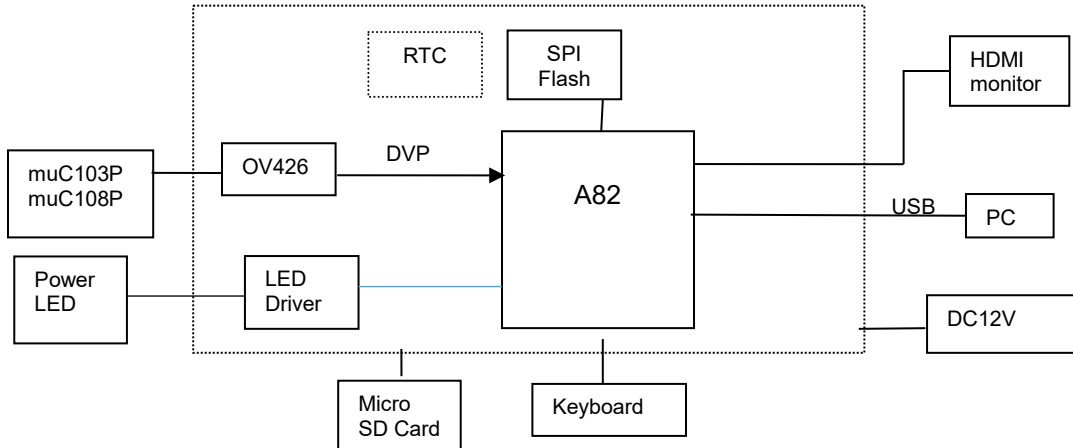 RTC
SPI
Flash
HDMI
monitor
muC103P
muC108P
OV426
DVP
A82
USB
PC
Power
LED
LED
Driver
DC12V
Micro
SD Card
Keyboard